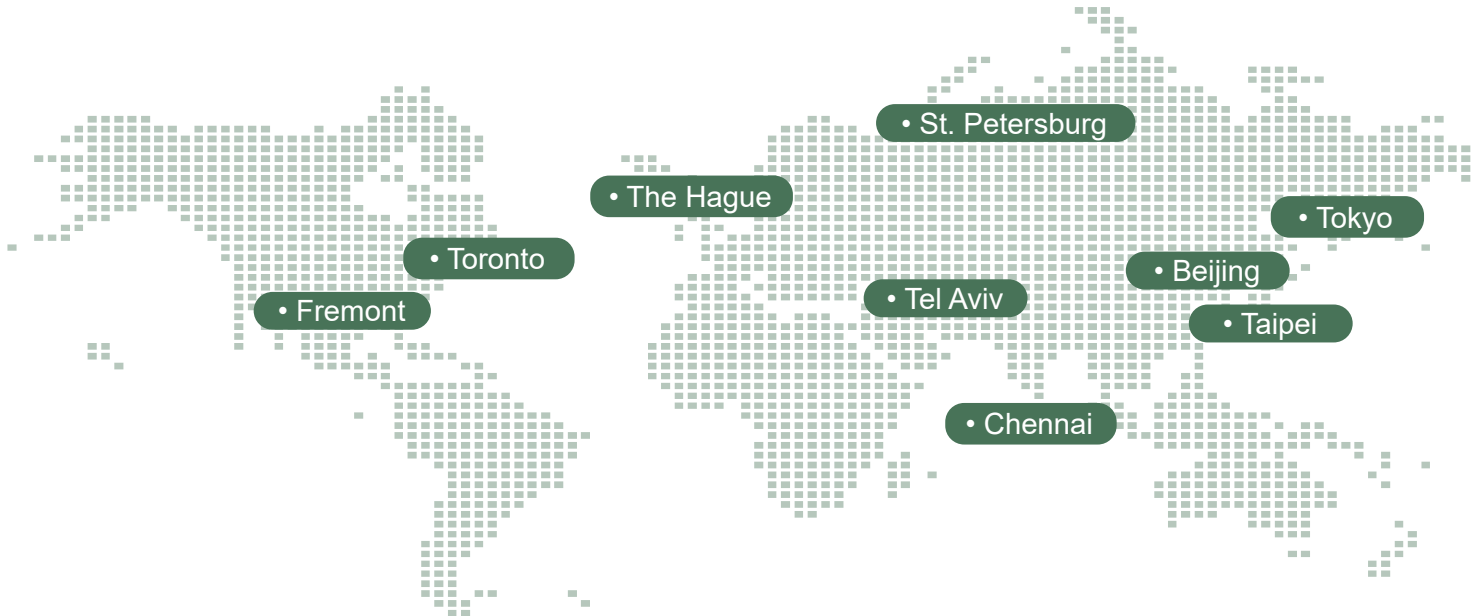 • St. Petersburg
• The Hague
• Tokyo
• Toronto
• Beijing
• Tel Aviv
• Fremont
• Taipei
• Chennai